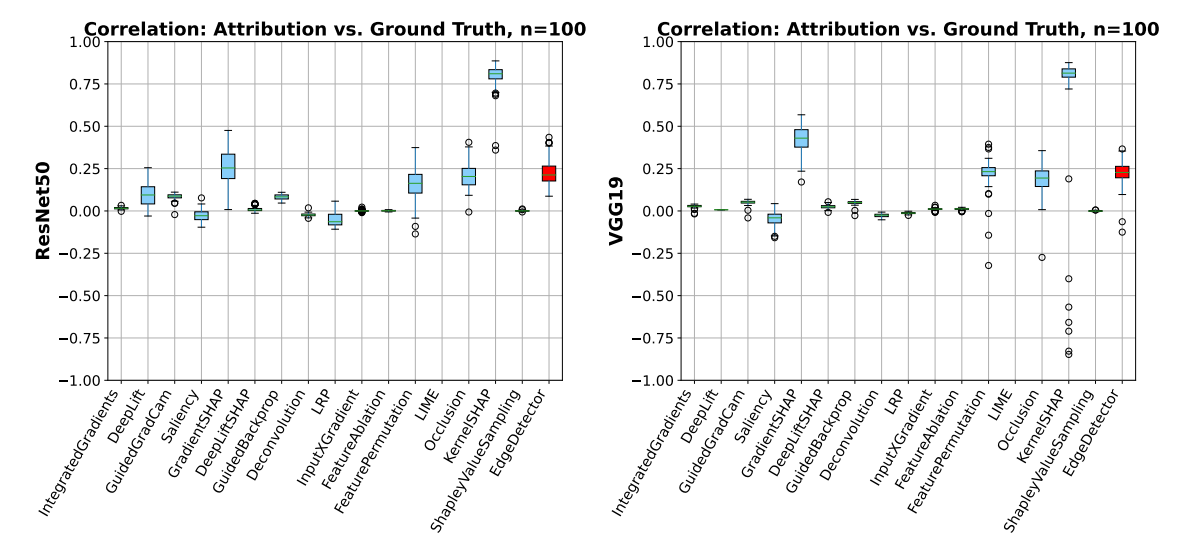 Correlation: Attribution vs. Ground Truth, n=100
ResNet50
1.00
0.75
0.50
0.25
0.00
−0.25
−0.50
−0.75
−1.00
IntegratedGradients
DeepLift
GuidedGradCam
Saliency
GradientSHAP
DeepLiftSHAP
GuidedBackprop
Deconvolution
LRP
InputXGradient
FeatureAblation
FeaturePermutation
LIME
Occlusion
KernelSHAP
ShapleyValueSampling
EdgeDetector
Correlation: Attribution vs. Ground Truth, n=100
VGG19
1.00
0.75
0.50
0.25
0.00
−0.25
−0.50
−0.75
−1.00
IntegratedGradients
DeepLift
GuidedGradCam
Saliency
GradientSHAP
DeepLiftSHAP
GuidedBackprop
Deconvolution
LRP
InputXGradient
FeatureAblation
FeaturePermutation
LIME
Occlusion
KernelSHAP
ShapleyValueSampling
EdgeDetector